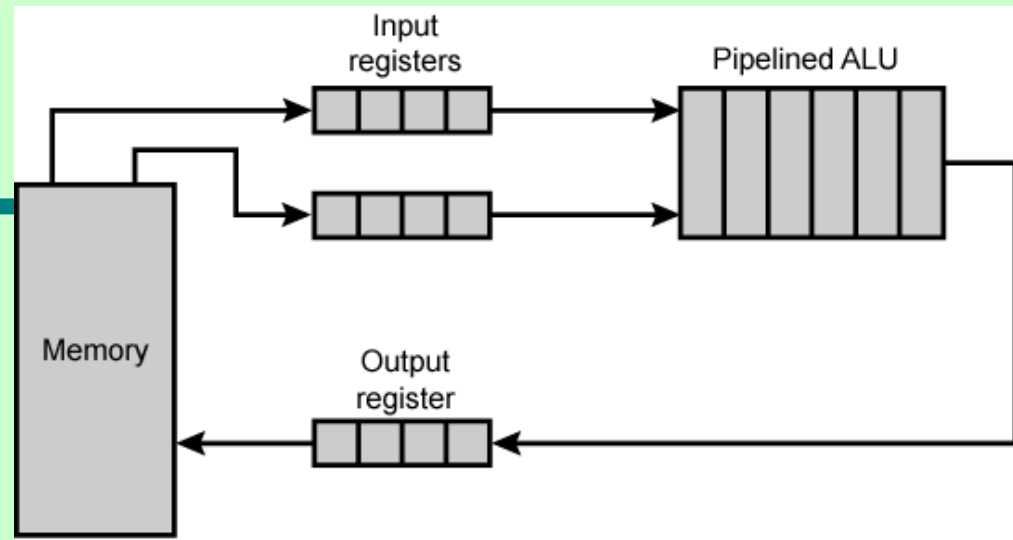 Input
registers
Pipelined ALU
Memory
Output
register